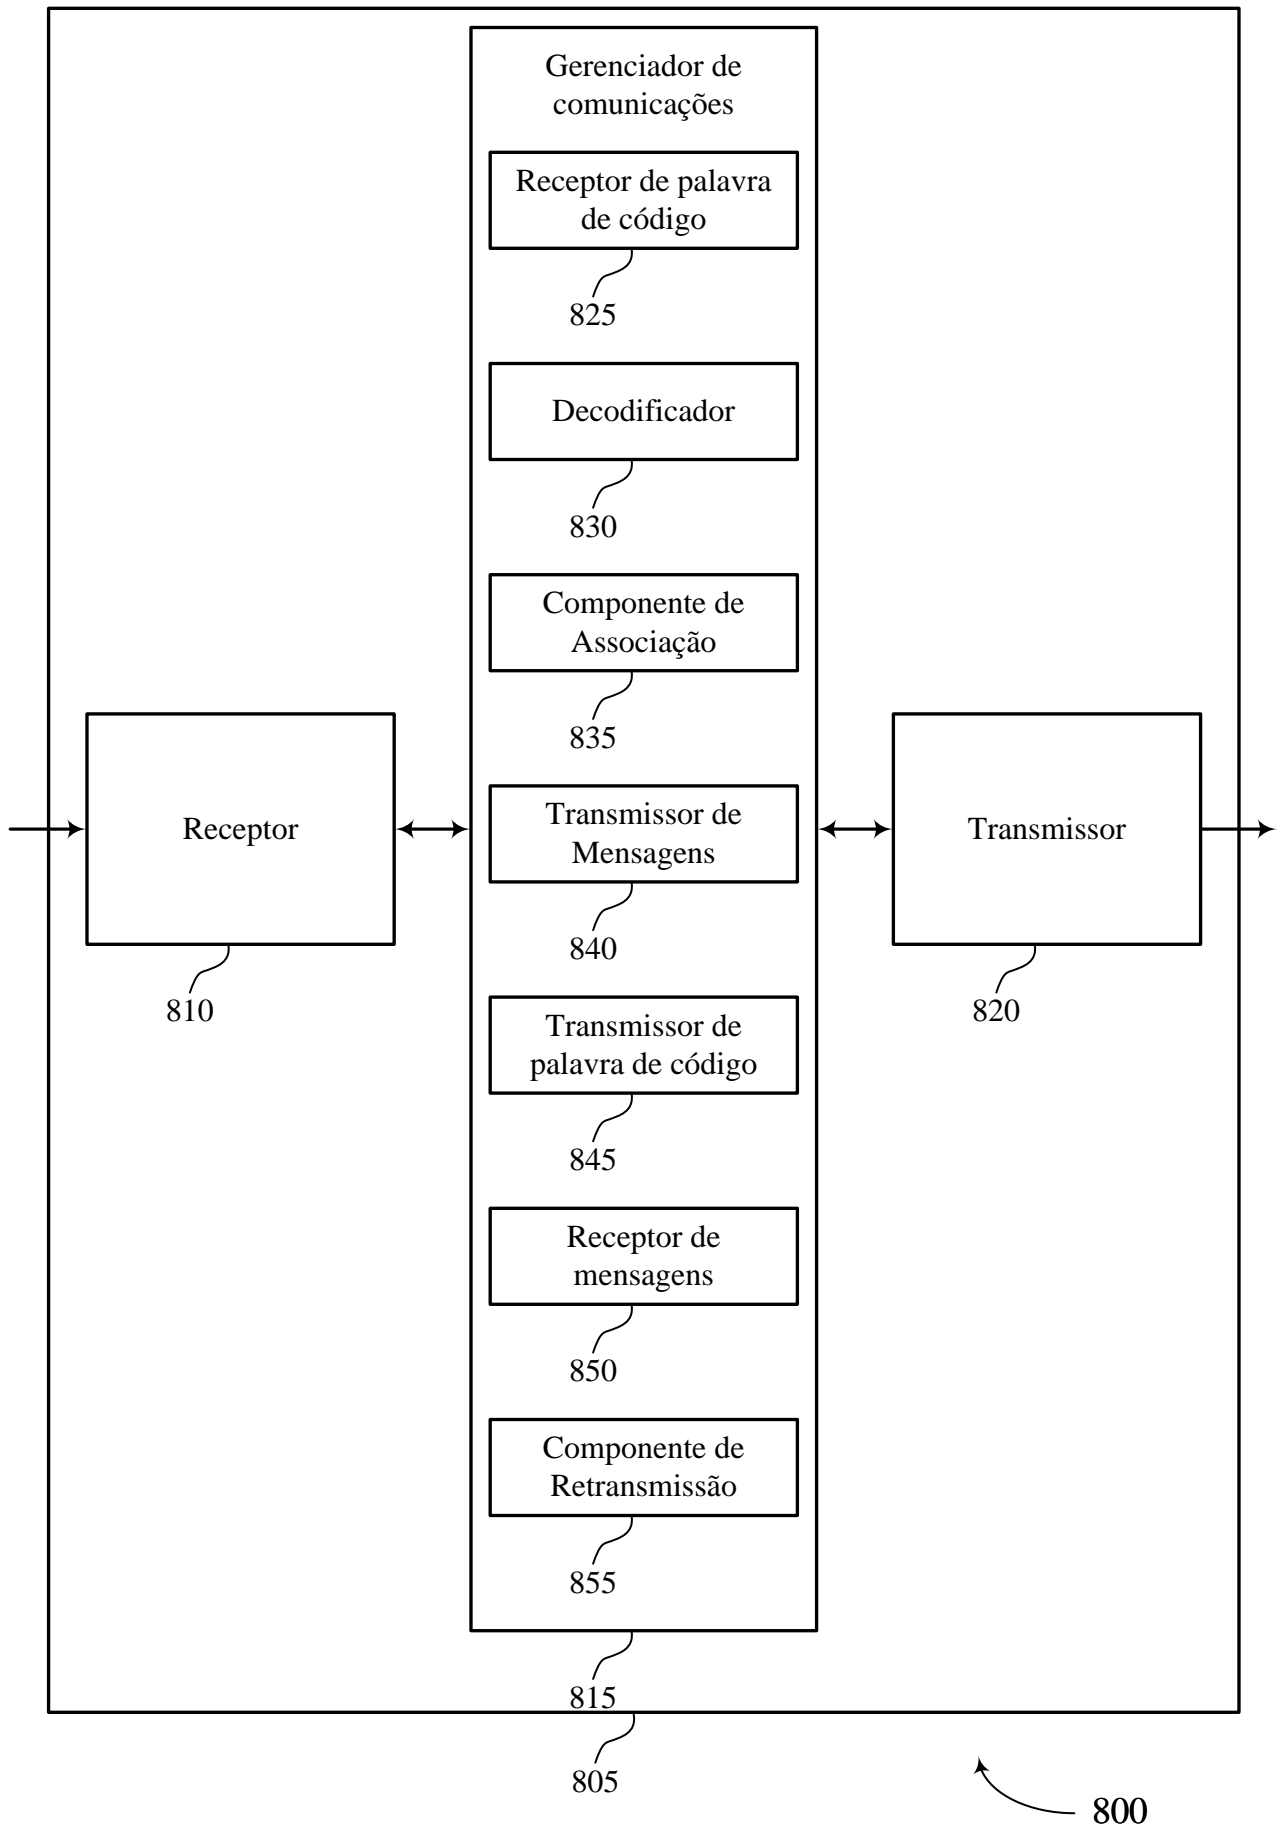 Gerenciador de
comunicações
Receptor de palavra
de código
825
Decodificador
830
Componente de
Associação
835
Receptor
810
Transmissor de
Mensagens
840
Transmissor
820
Transmissor de
palavra de código
845
Receptor de
mensagens
850
Componente de
Retransmissão
855
815
805
800